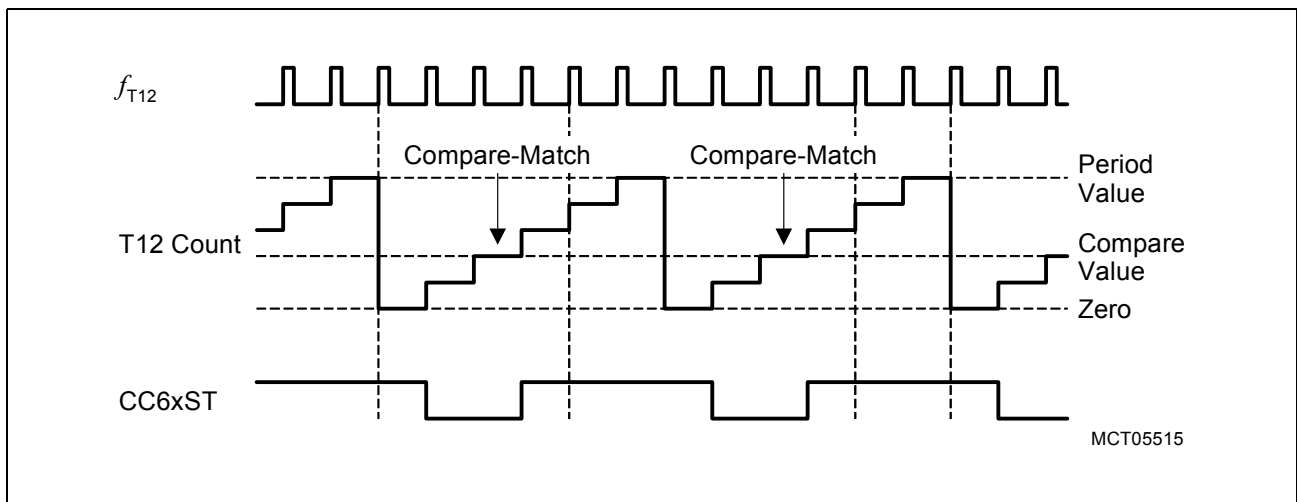 fT12
Compare-Match
Compare-Match
Period
Value
T12 Count
Compare
Value
Zero
CC6xST
MCT05515